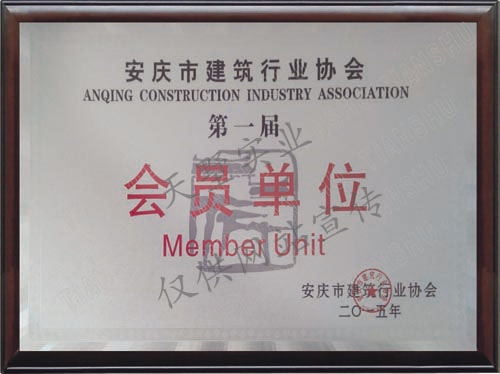 安庆市建筑行业协会
ANQING CONSTRUCTION INDUSTRY ASSOCIATION
第一届
会员单位
Member Unit
安庆市建筑行业协会
二〇一五年